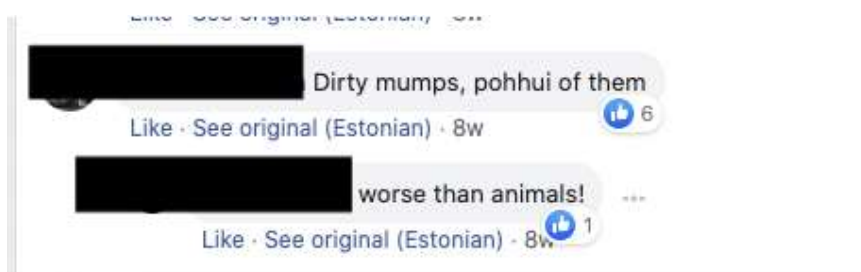 Dirty mumps, pohhui of them
6
Like · See original (Estonian) · 8w
worse than animals!
1
Like · See original (Estonian) · 8w